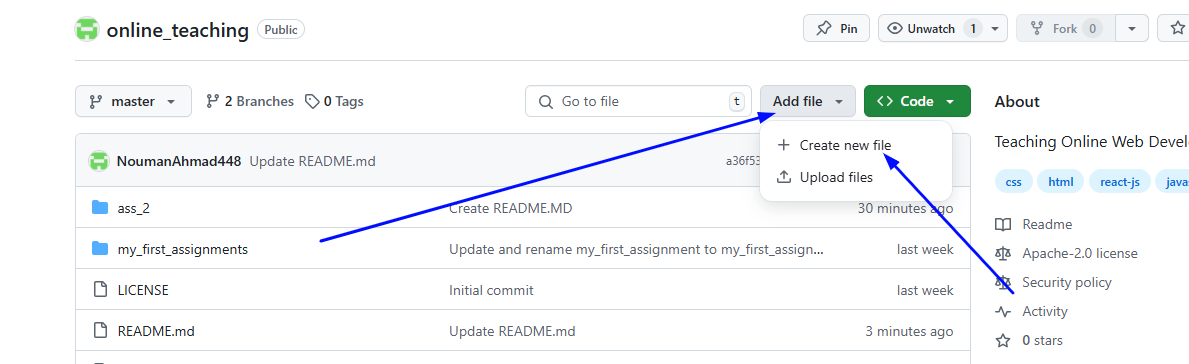 online_teaching Public Pin Unwatch 1 Fork 0
master 2 Branches 0 Tags Go to file t Add file Code About
Create new file Teaching Online Web Devel
NoumanAhmad448 Update README.md a36f53
Upload files css html react-js javas
ass_2 Create README.MD 30 minutes ago
Readme
my_first_assignments Update and rename my_first_assignment to my_first_assign... last week
Apache-2.0 license
Security policy
LICENSE Initial commit last week
Activity
README.md Update README.md 3 minutes ago
0 stars